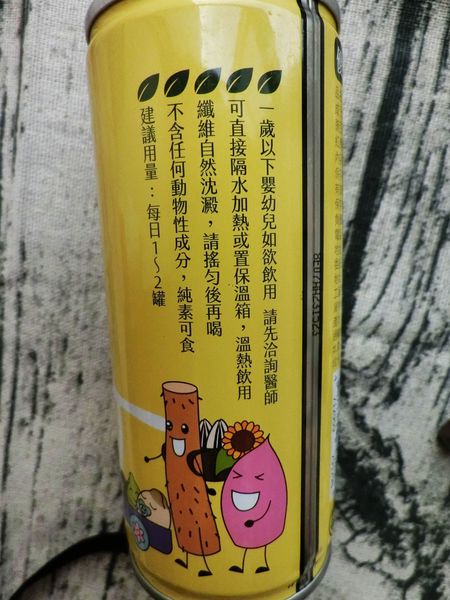 一歲以下嬰幼兒如欲飲用 請先洽詢醫師
可直接隔水加熱或置保溫箱，溫熱飲用
纖維自然沈澱，請搖勻後再喝
不含任何動物性成分，純素可食
建議用量：每日1～2罐